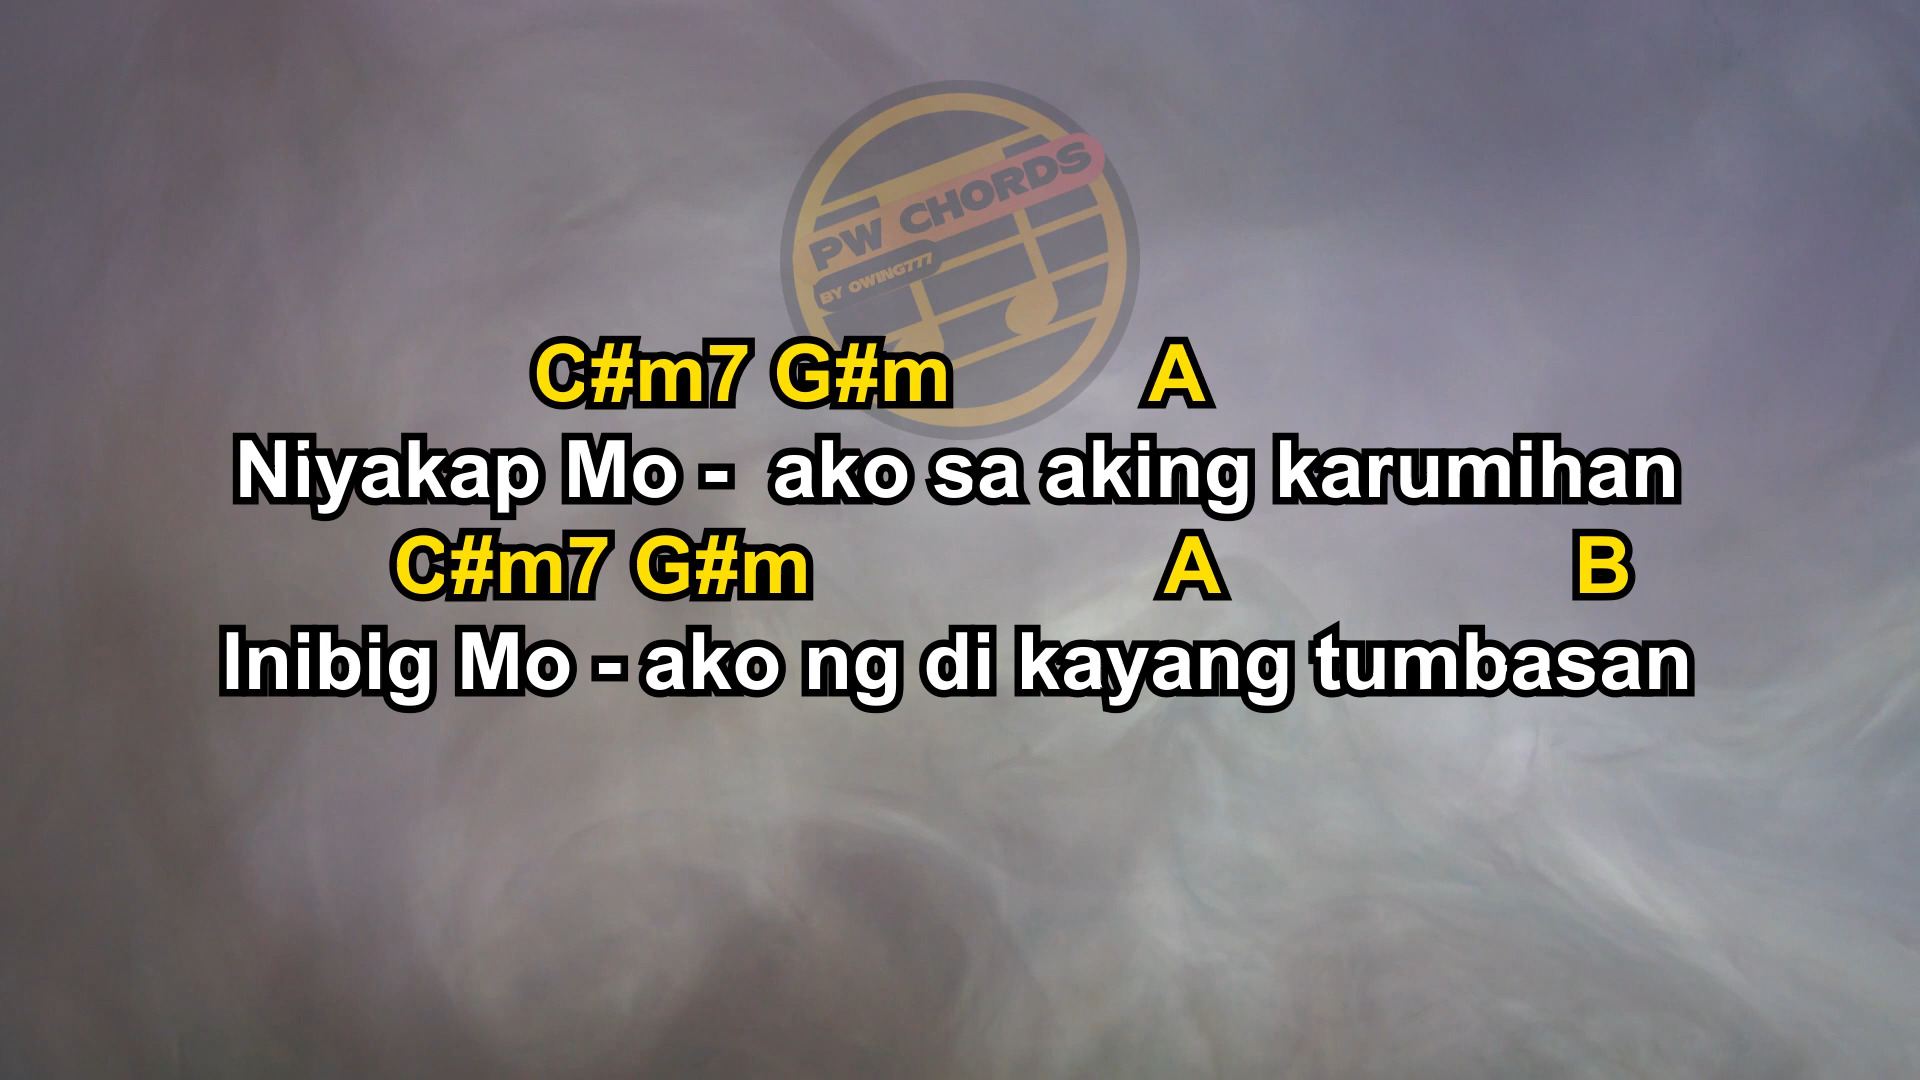 PW CHORDS
BY OWING777
C#m7 G#m A
Niyakap Mo - ako sa aking karumihan
C#m7 G#m A B
Inibig Mo - ako ng di kayang tumbasan